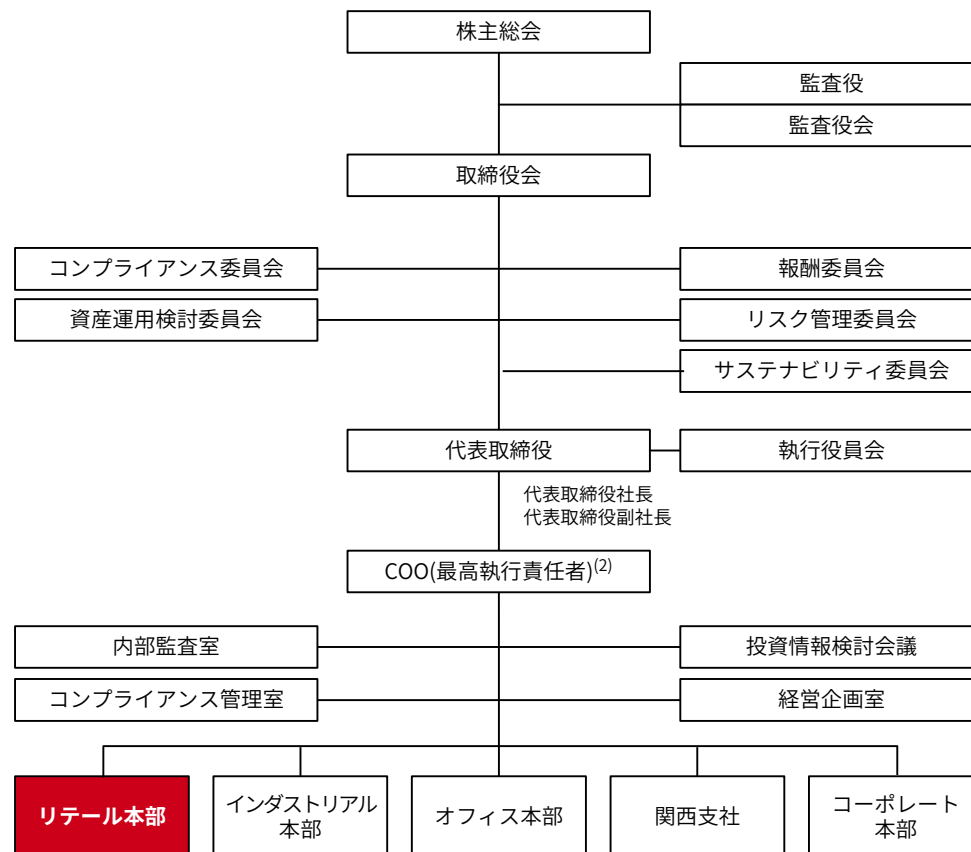 株主総会
監査役
監査役会
取締役会
コンプライアンス委員会
報酬委員会
資産運用検討委員会
リスク管理委員会
サステナビリティ委員会
代表取締役
執行役員会
代表取締役社長
代表取締役副社長
COO(最高執行責任者)(2)
内部監査室
投資情報検討会議
コンプライアンス管理室
経営企画室
リテール本部
インダストリアル
本部
オフィス本部
関西支社
コーポレート
本部